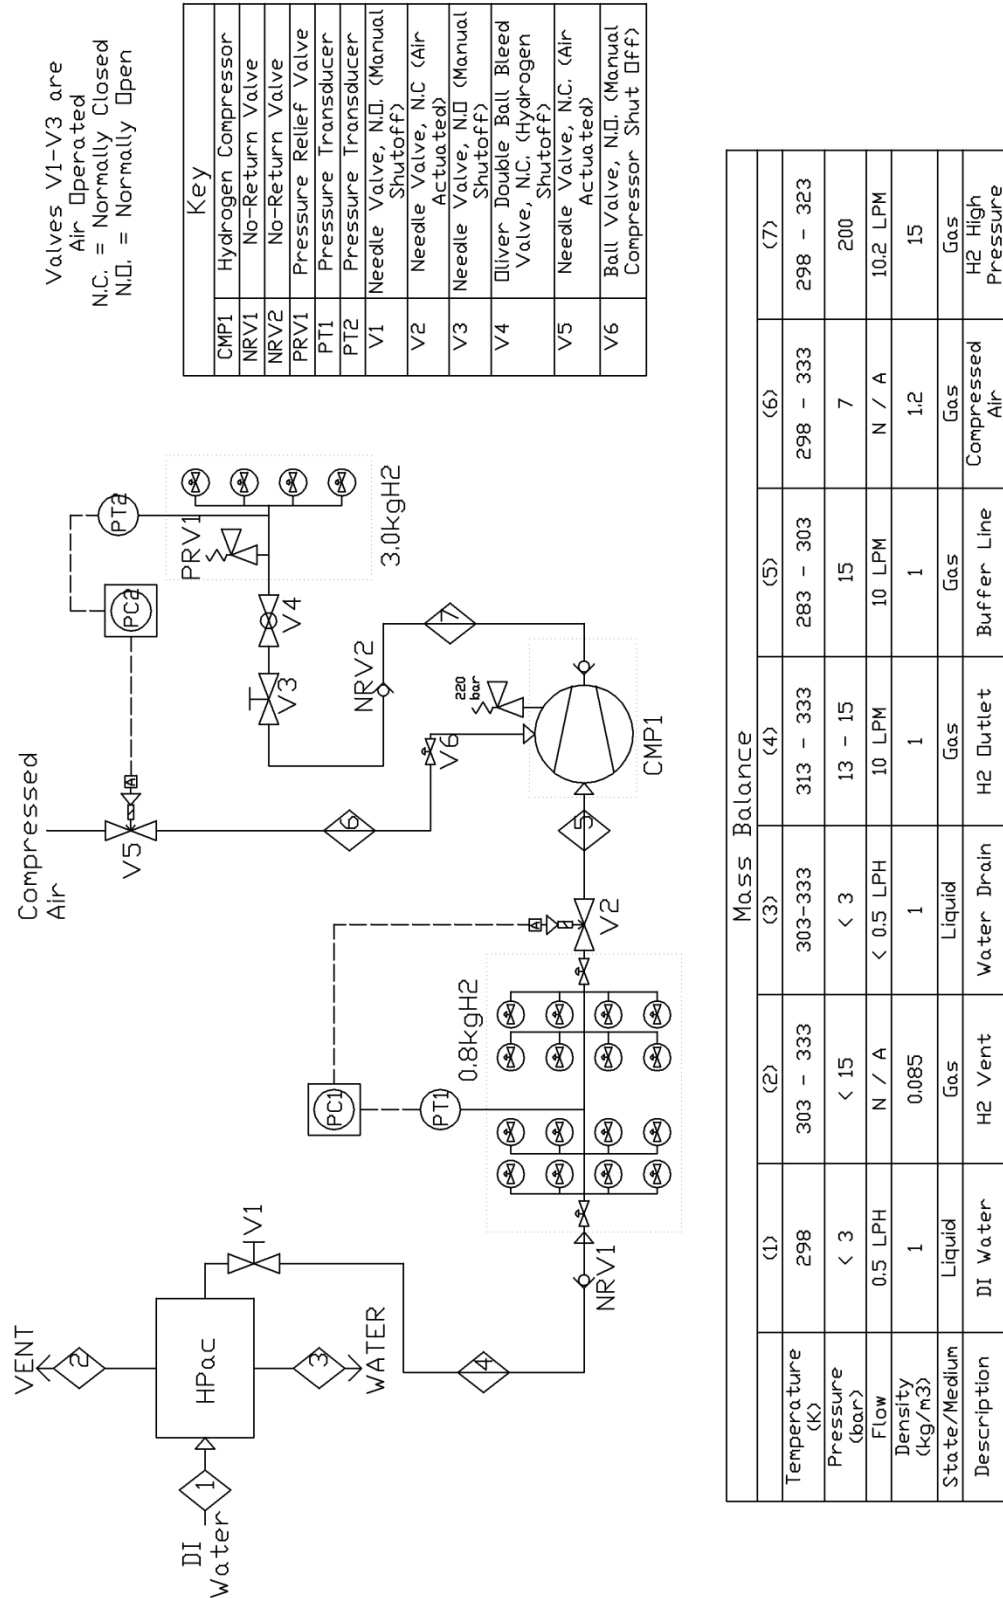 Valves V1-V3 are
Air Operated
N.C. = Normally Closed
N.O. = Normally Open
Key
CMP1 Hydrogen Compressor
NRV1 No-Return Valve
NRV2 No-Return Valve
PRV1 Pressure Relief Valve
PT1 Pressure Transducer
PT2 Pressure Transducer
V1 Needle Valve, N.O. (Manual
Shutoff)
V2 Needle Valve, N.C (Air
Actuated)
V3 Needle Valve, N.O (Manual
Shutoff)
V4 Oliver Double Ball Bleed
Valve, N.C. (Hydrogen
Shutoff)
V5 Needle Valve, N.C. (Air
Actuated)
V6 Ball Valve, N.O. (Manual
Compressor Shut Off)
Compressed
Air
V5
A
PC2
PT2
PRV1
3.0kgH2
V4
V3
NRV2
7
6
V6
220
bar
CMP1
5
V2
A
0.8kgH2
PC1
PT1
NRV1
VENT
2
HPac
V1
DI
Water
1
3
WATER
4
Mass Balance
(1) (2) (3) (4) (5) (6) (7)
Temperature
(K) 298 303 - 333 303-333 313 - 333 283 - 303 298 - 333 298 - 323
Pressure
(bar) < 3 < 15 < 3 13 - 15 15 7 200
Flow 0.5 LPH N / A < 0.5 LPH 10 LPM 10 LPM N / A 10.2 LPM
Density
(kg/m3) 1 0.085 1 1 1 1.2 15
State/Medium Liquid Gas Liquid Gas Gas Gas Gas
Description DI Water H2 Vent Water Drain H2 Outlet Buffer Line Compressed
Air H2 High
Pressure